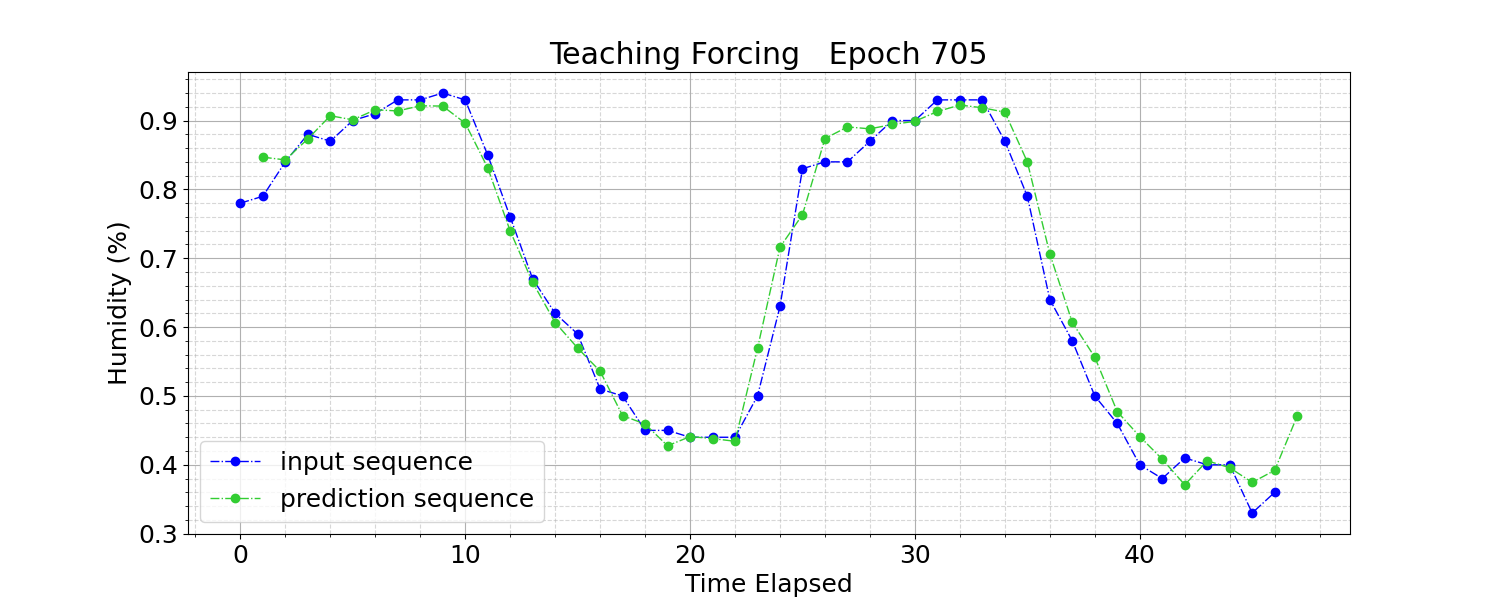 Teaching Forcing   Epoch 705
Humidity (%)
0.9
0.8
0.7
0.6
0.5
0.4
0.3
input sequence
prediction sequence
0 10 20 30 40
Time Elapsed